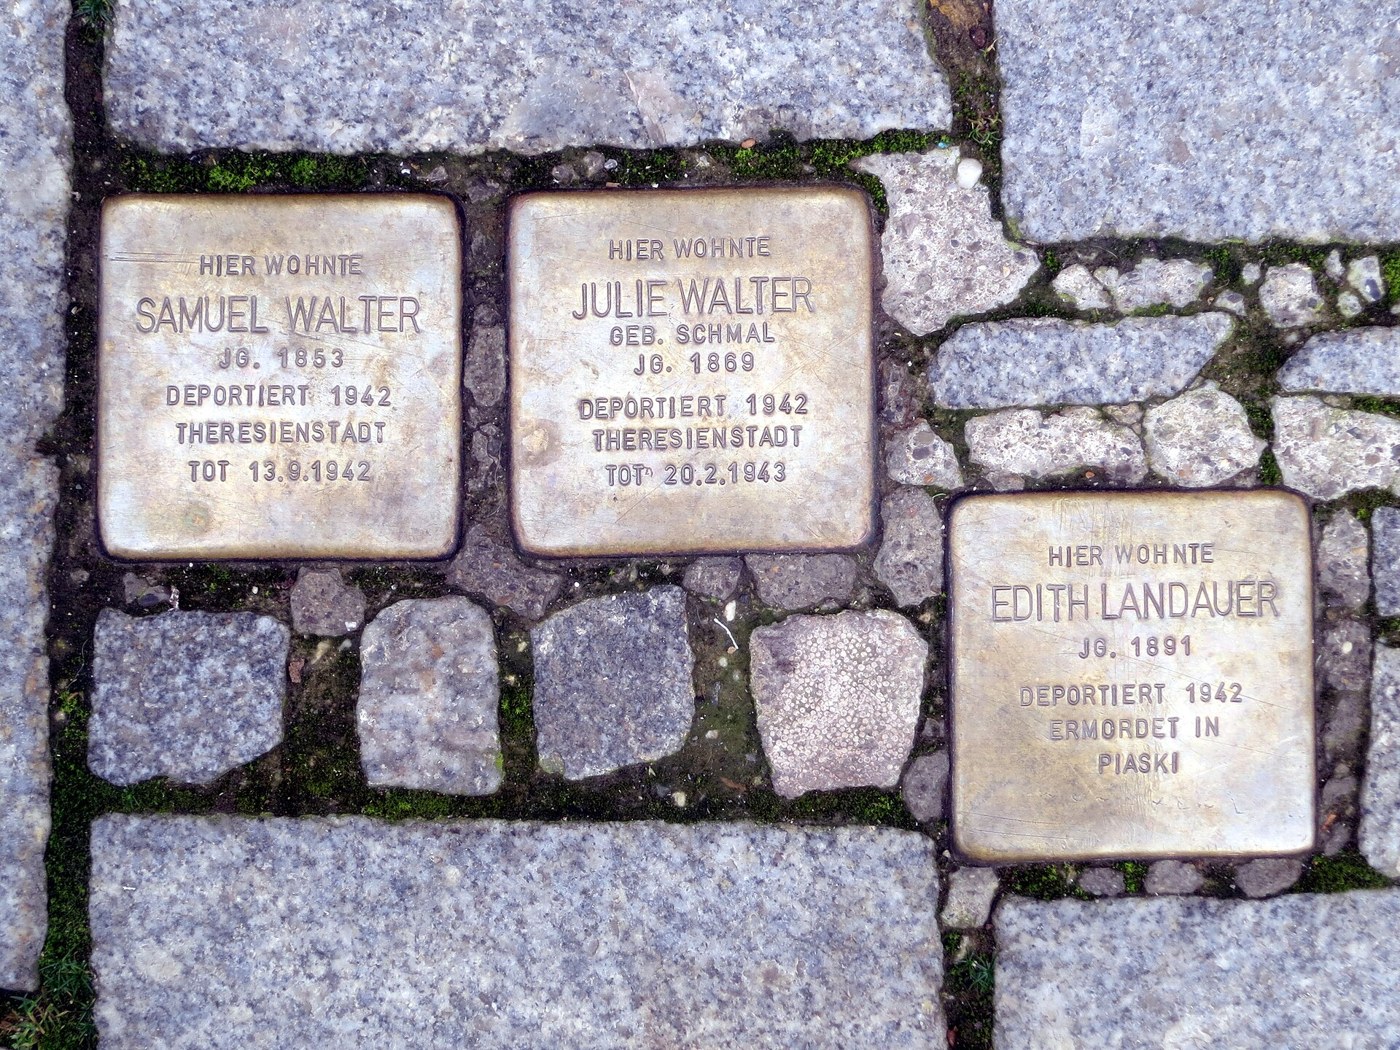 HIER WOHNTE
SAMUEL WALTER
JG. 1853
DEPORTIERT 1942
THERESIENSTADT
TOT 13.9.1942
HIER WOHNTE
JULIE WALTER
GEB. SCHMAL
JG. 1869
DEPORTIERT 1942
THERESIENSTADT
TOT 20.2.1943
HIER WOHNTE
EDITH LANDAUER
JG. 1891
DEPORTIERT 1942
ERMORDET IN
PIASKI